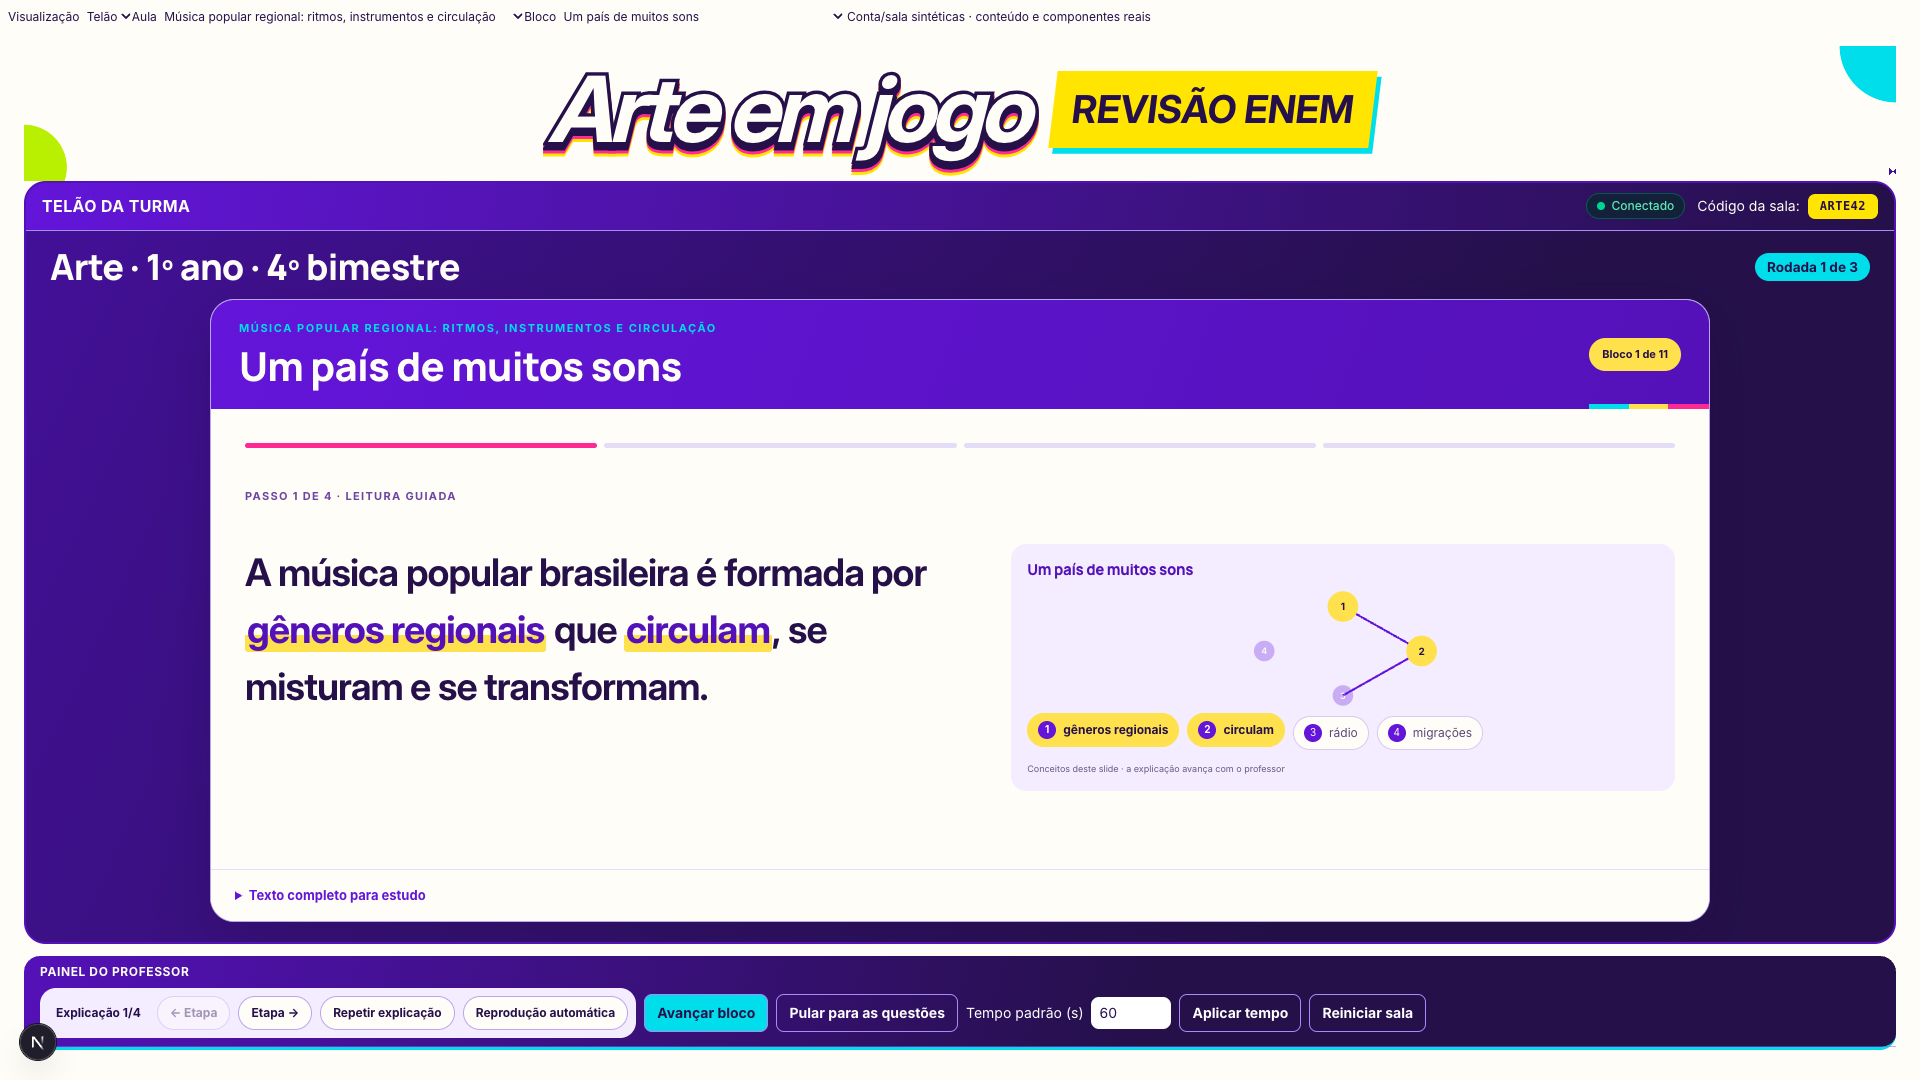 Visualização Telão Aula Música popular regional: ritmos, instrumentos e circulação Bloco Um país de muitos sons Conta/sala sintéticas · conteúdo e componentes reais
Arte em jogo REVISÃO ENEM
TELÃO DA TURMA
Conectado Código da sala: ARTE42
Arte · 1º ano · 4º bimestre
Rodada 1 de 3
MÚSICA POPULAR REGIONAL: RITMOS, INSTRUMENTOS E CIRCULAÇÃO
Um país de muitos sons
Bloco 1 de 11
PASSO 1 DE 4 · LEITURA GUIADA
A música popular brasileira é formada por
gêneros regionais que circulam, se
misturam e se transformam.
Um país de muitos sons
1
2
4
1 gêneros regionais 2 circulam 3 rádio 4 migrações
Conceitos deste slide · a explicação avança com o professor
Texto completo para estudo
PAINEL DO PROFESSOR
Explicação 1/4 ← Etapa Etapa → Repetir explicação Reprodução automática Avançar bloco Pular para as questões Tempo padrão (s) 60 Aplicar tempo Reiniciar sala
N